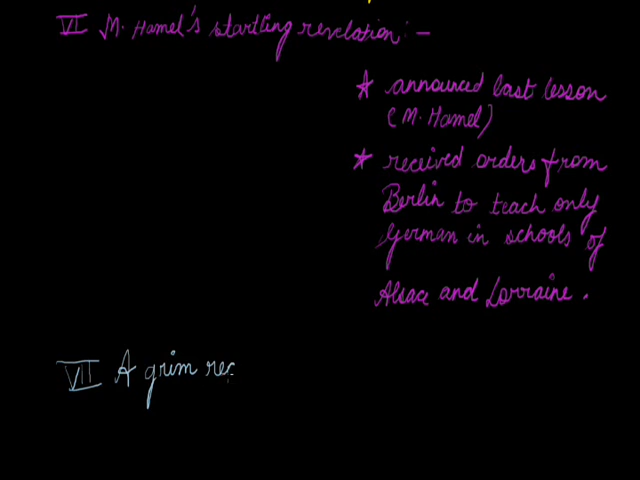 VI M. Hamel's startling revelation: -
* announced last lesson
(M. Hamel)
* received orders from
Berlin to teach only
German in schools of
Alsace and Lorraine.
VII A grim rec